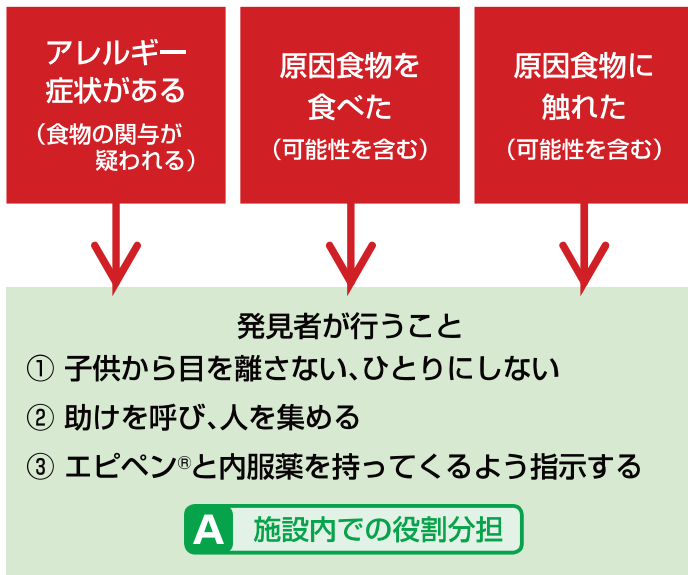 アレルギー
症状がある
（食物の関与が
疑われる）
原因食物を
食べた
（可能性を含む）
原因食物に
触れた
（可能性を含む）
発見者が行うこと
① 子供から目を離さない、ひとりにしない
② 助けを呼び、人を集める
③ エピペン®と内服薬を持ってくるよう指示する
A 施設内での役割分担